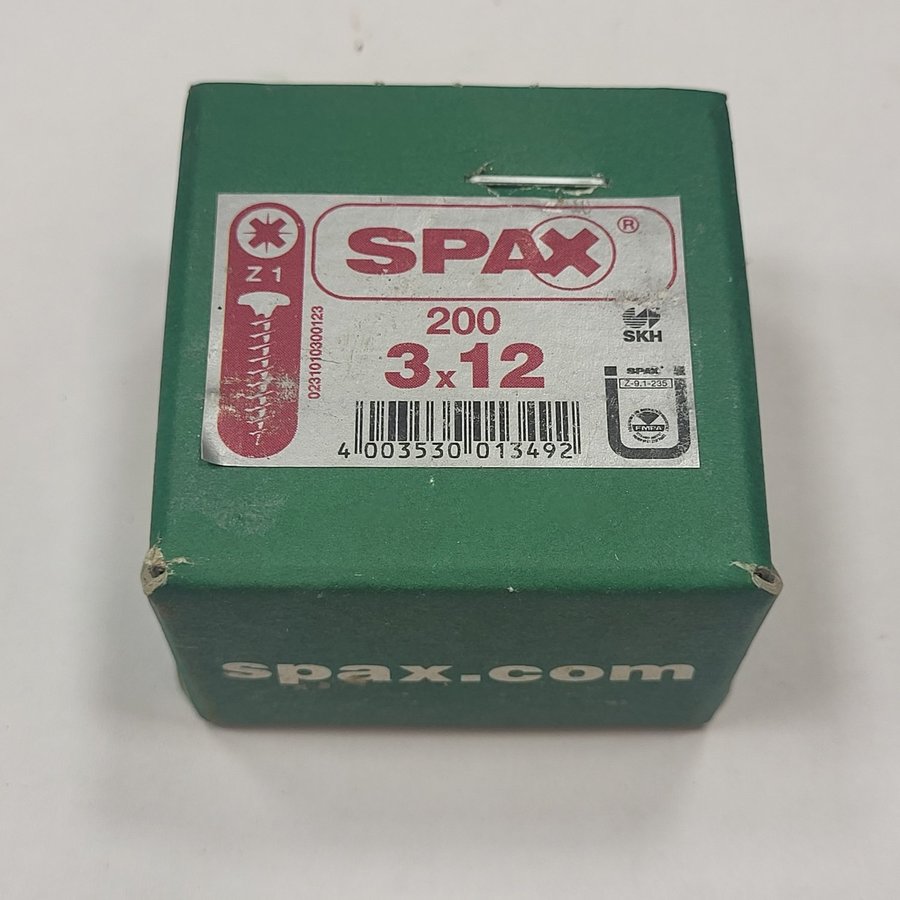 Z 1
SPAX®
0231010300123
200
3x12
4 003530 013492
SKH
SPAX®
Z-9.1-235
FMPA
spax.com